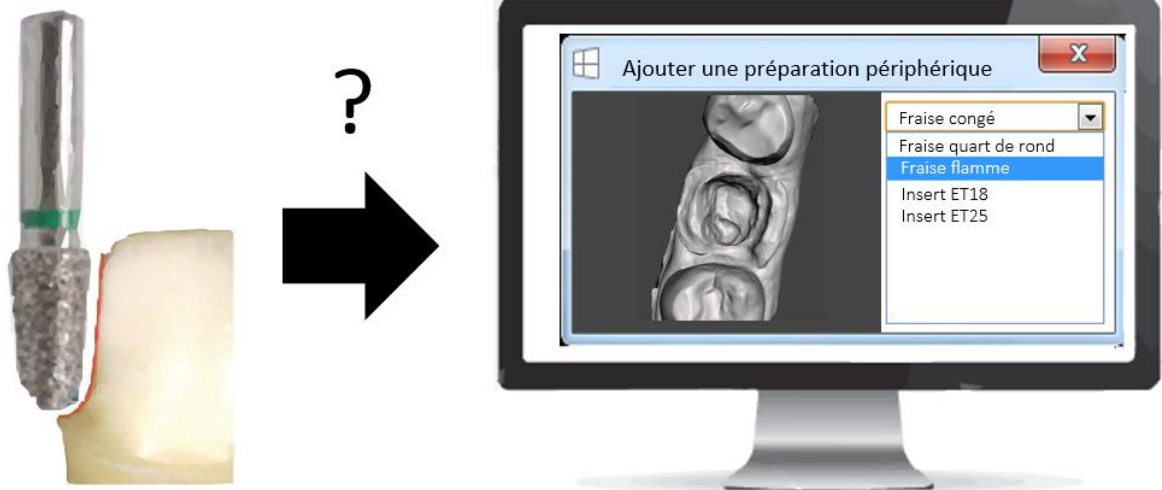 ?
Ajouter une préparation périphérique
X
Fraise congé
Fraise quart de rond
Fraise flamme
Insert ET18
Insert ET25